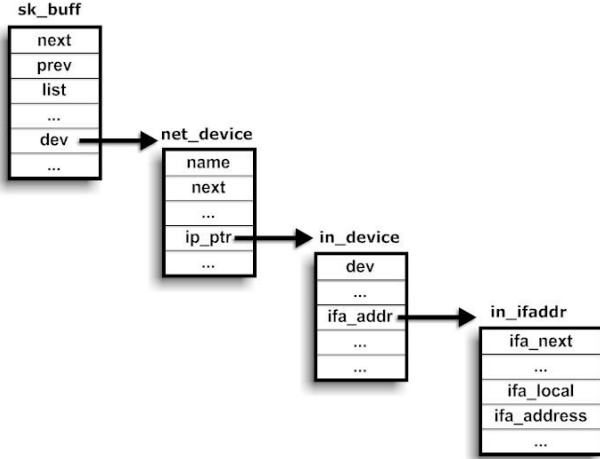 sk_buff
next
prev
list
...
dev
...
net_device
name
next
...
ip_ptr
...
in_device
dev
...
ifa_addr
...
...
in_ifaddr
ifa_next
...
ifa_local
ifa_address
...